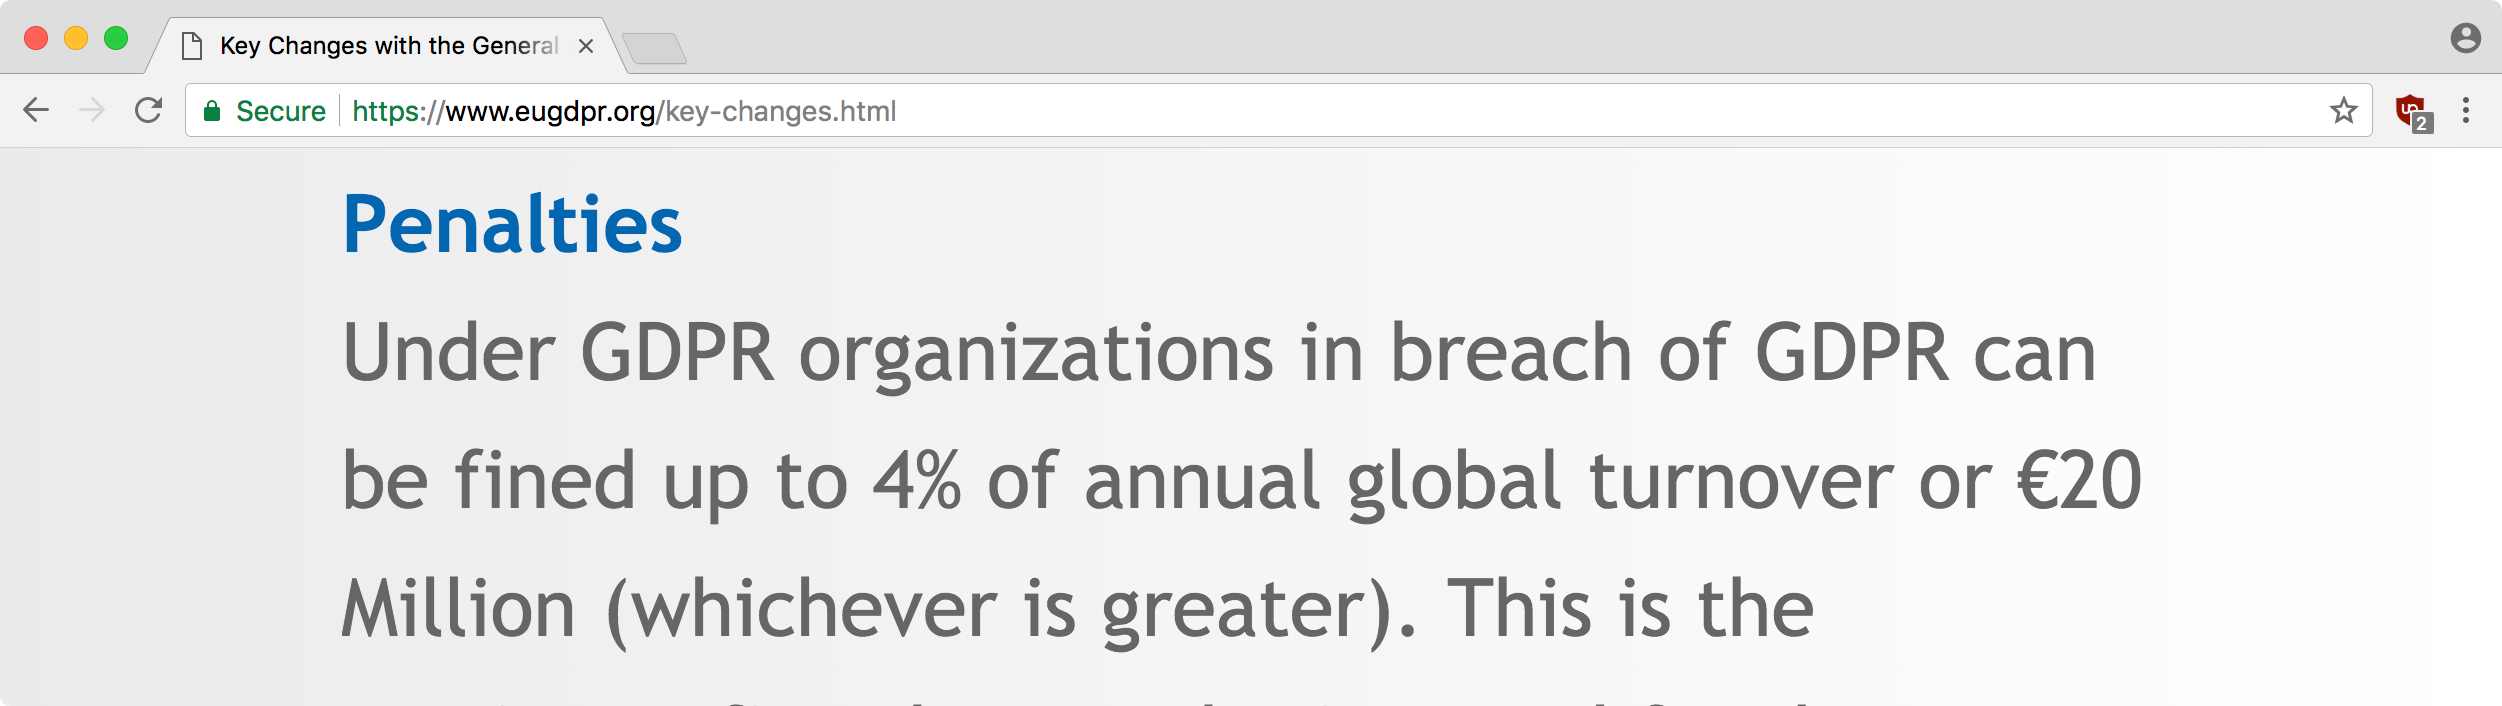 Key Changes with the General
Secure https://www.eugdpr.org/key-changes.html
2
Penalties
Under GDPR organizations in breach of GDPR can
be fined up to 4% of annual global turnover or €20
Million (whichever is greater). This is the